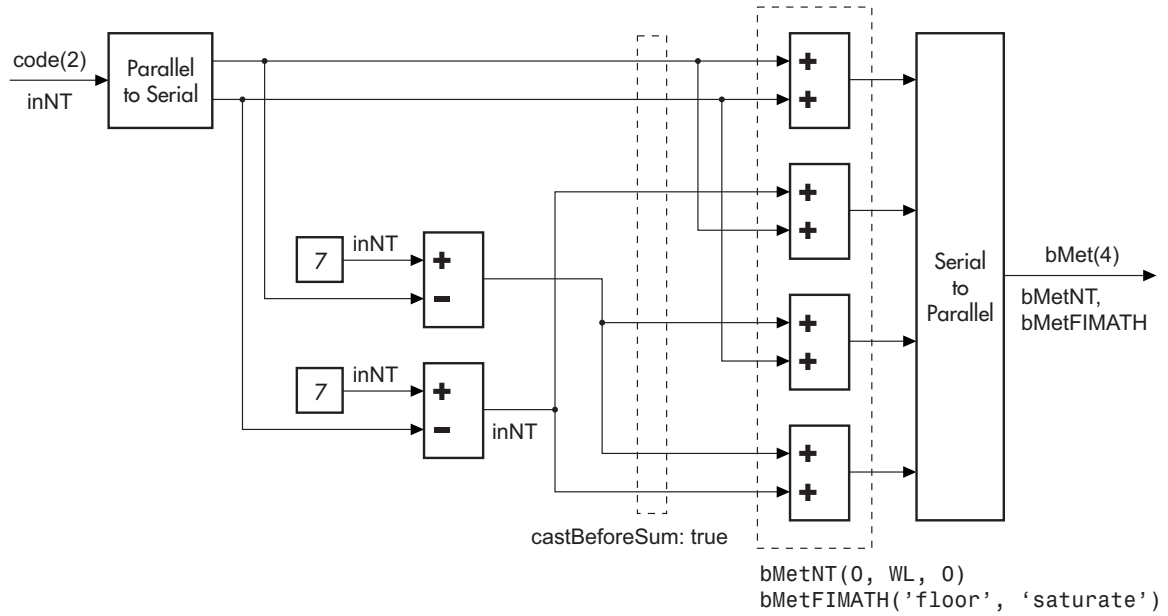 code(2)
inNT
Parallel
to Serial
+
+
+
+
7
inNT
+
−
7
inNT
+
−
inNT
+
+
+
+
Serial
to
Parallel
bMet(4)
bMetNT,
bMetFIMATH
castBeforeSum: true
bMetNT(0, WL, 0)
bMetFIMATH('floor', ‘saturate’)